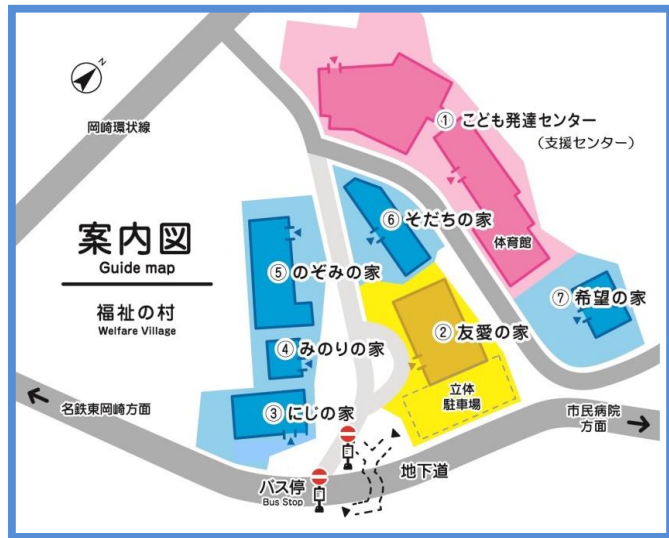 N
岡崎環状線
案内図
Guide map
福祉の村
Welfare Village
① こども発達センター
（支援センター）
体育館
⑥ そだちの家
⑤ のぞみの家
⑦ 希望の家
② 友愛の家
④ みのりの家
立体
駐車場
③ にじの家
名鉄東岡崎方面
市民病院
方面
地下道
バス停
Bus Stop